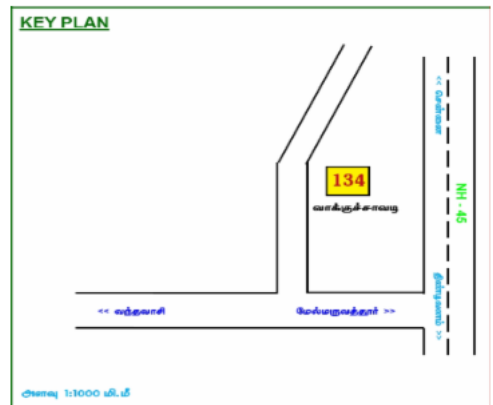 KEY PLAN
<< சென்னை
134
வாக்குச்சாவடி
NH - 45
திண்டிவனம் >>
<< வந்தவாசி
மேல்மருவத்தூர் >>
அளவு 1:1000 மி.மீ